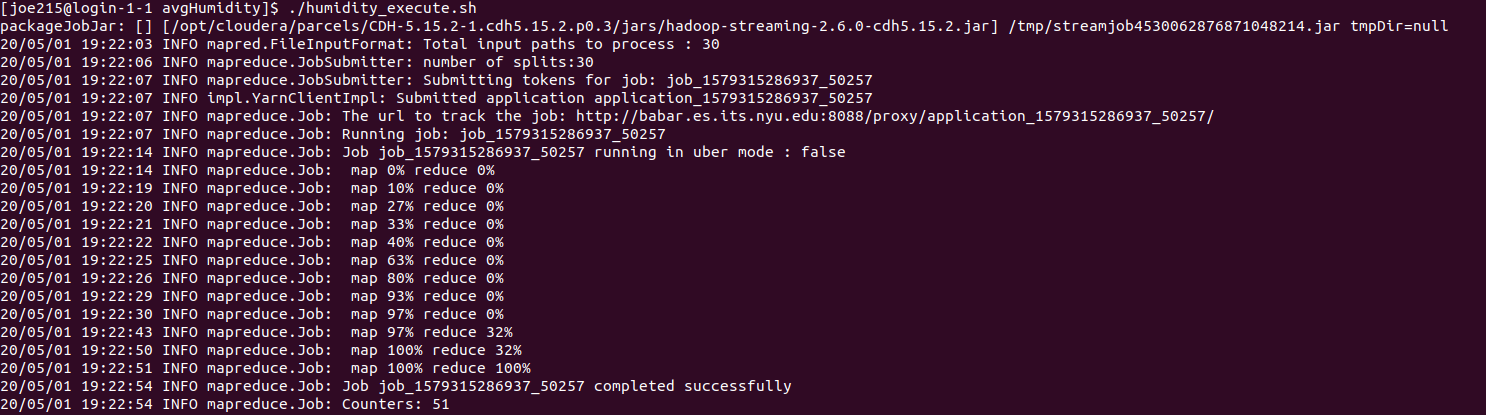 [joe215@login-1-1 avgHumidity]$ ./humidity_execute.sh
packageJobJar: [] [/opt/cloudera/parcels/CDH-5.15.2-1.cdh5.15.2.p0.3/jars/hadoop-streaming-2.6.0-cdh5.15.2.jar] /tmp/streamjob4530062876871048214.jar tmpDir=null
20/05/01 19:22:03 INFO mapred.FileInputFormat: Total input paths to process : 30
20/05/01 19:22:06 INFO mapreduce.JobSubmitter: number of splits:30
20/05/01 19:22:07 INFO mapreduce.JobSubmitter: Submitting tokens for job: job_1579315286937_50257
20/05/01 19:22:07 INFO impl.YarnClientImpl: Submitted application application_1579315286937_50257
20/05/01 19:22:07 INFO mapreduce.Job: The url to track the job: http://babar.es.its.nyu.edu:8088/proxy/application_1579315286937_50257/
20/05/01 19:22:07 INFO mapreduce.Job: Running job: job_1579315286937_50257
20/05/01 19:22:14 INFO mapreduce.Job: Job job_1579315286937_50257 running in uber mode : false
20/05/01 19:22:14 INFO mapreduce.Job:  map 0% reduce 0%
20/05/01 19:22:19 INFO mapreduce.Job:  map 10% reduce 0%
20/05/01 19:22:20 INFO mapreduce.Job:  map 27% reduce 0%
20/05/01 19:22:21 INFO mapreduce.Job:  map 33% reduce 0%
20/05/01 19:22:22 INFO mapreduce.Job:  map 40% reduce 0%
20/05/01 19:22:25 INFO mapreduce.Job:  map 63% reduce 0%
20/05/01 19:22:26 INFO mapreduce.Job:  map 80% reduce 0%
20/05/01 19:22:29 INFO mapreduce.Job:  map 93% reduce 0%
20/05/01 19:22:30 INFO mapreduce.Job:  map 97% reduce 0%
20/05/01 19:22:43 INFO mapreduce.Job:  map 97% reduce 32%
20/05/01 19:22:50 INFO mapreduce.Job:  map 100% reduce 32%
20/05/01 19:22:51 INFO mapreduce.Job:  map 100% reduce 100%
20/05/01 19:22:54 INFO mapreduce.Job: Job job_1579315286937_50257 completed successfully
20/05/01 19:22:54 INFO mapreduce.Job: Counters: 51